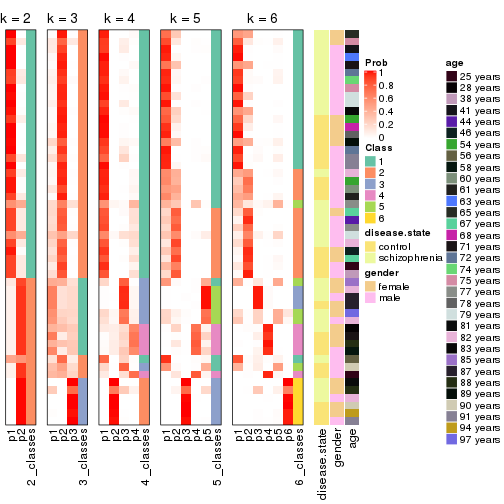 k = 2
k = 3
k = 4
k = 5
k = 6
p1
p2
2_classes
p1
p2
p3
3_classes
p1
p2
p3
p4
4_classes
p1
p2
p3
p4
p5
5_classes
p1
p2
p3
p4
p5
p6
6_classes
disease.state
gender
age
Prob
1
0.8
0.6
0.4
0.2
0
Class
1
2
3
4
5
6
disease.state
control
schizophrenia
gender
female
male
age
25 years
28 years
38 years
41 years
44 years
46 years
54 years
56 years
58 years
60 years
61 years
63 years
65 years
67 years
68 years
71 years
72 years
74 years
75 years
77 years
78 years
79 years
81 years
82 years
83 years
85 years
87 years
88 years
89 years
90 years
91 years
94 years
97 years